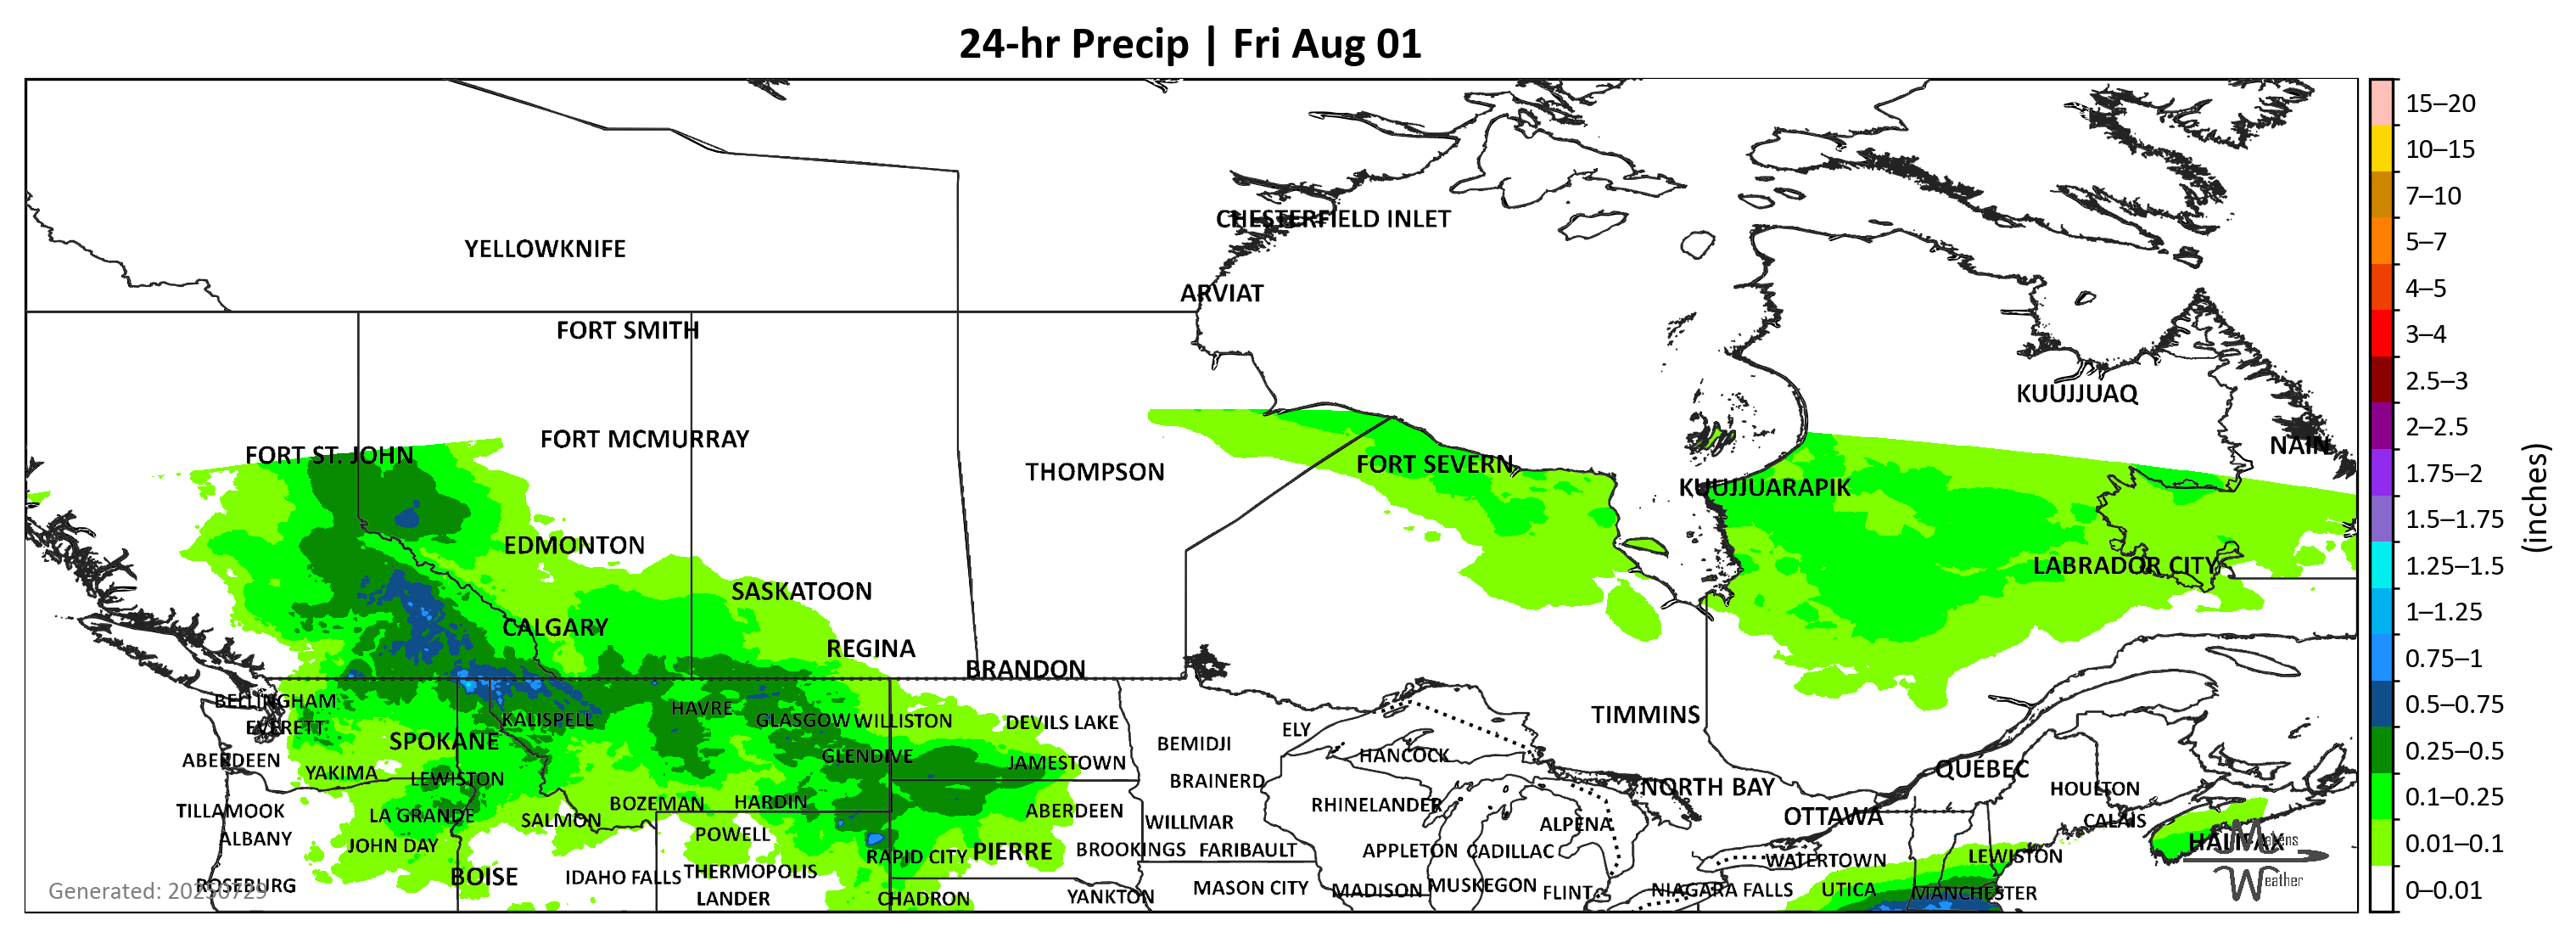 24-hr Precip | Fri Aug 01
15–20
10–15
7–10
5–7
4–5
3–4
2.5–3
2–2.5
1.75–2
1.5–1.75
1.25–1.5
1–1.25
0.75–1
0.5–0.75
0.25–0.5
0.1–0.25
0.01–0.1
0–0.01
(inches)
CHESTERFIELD INLET
YELLOWKNIFE
ARVIAT
FORT SMITH
KUUJJUAQ
FORT MCMURRAY
NAIN
FORT ST. JOHN
THOMPSON
FORT SEVERN
KUUJJUARAPIK
EDMONTON
LABRADOR CITY
SASKATOON
CALGARY
REGINA
BRANDON
BELLINGHAM
KALISPELL
HAVRE
GLASGOW
WILLISTON
DEVILS LAKE
TIMMINS
EVERETT
ELY
SPOKANE
BEMIDJI
ABERDEEN
GLENDIVE
JAMESTOWN
HANCOCK
QUÉBEC
YAKIMA
LEWISTON
BRAINERD
NORTH BAY
HOULTON
TILLAMOOK
LA GRANDE
SALMON
BOZEMAN
HARDIN
ABERDEEN
WILLMAR
RHINELANDER
ALPENA
OTTAWA
CALAIS
ALBANY
JOHN DAY
POWELL
RAPID CITY
PIERRE
BROOKINGS
FARIBAULT
APPLETON
CADILLAC
WATERTOWN
LEWISTON
HALIFAX
Mavens
Weather
ROSEBURG
BOISE
IDAHO FALLS
THERMOPOLIS
LANDER
CHADRON
YANKTON
MASON CITY
MADISON
MUSKEGON
FLINT
NIAGARA FALLS
UTICA
MANCHESTER
Generated: 20250729